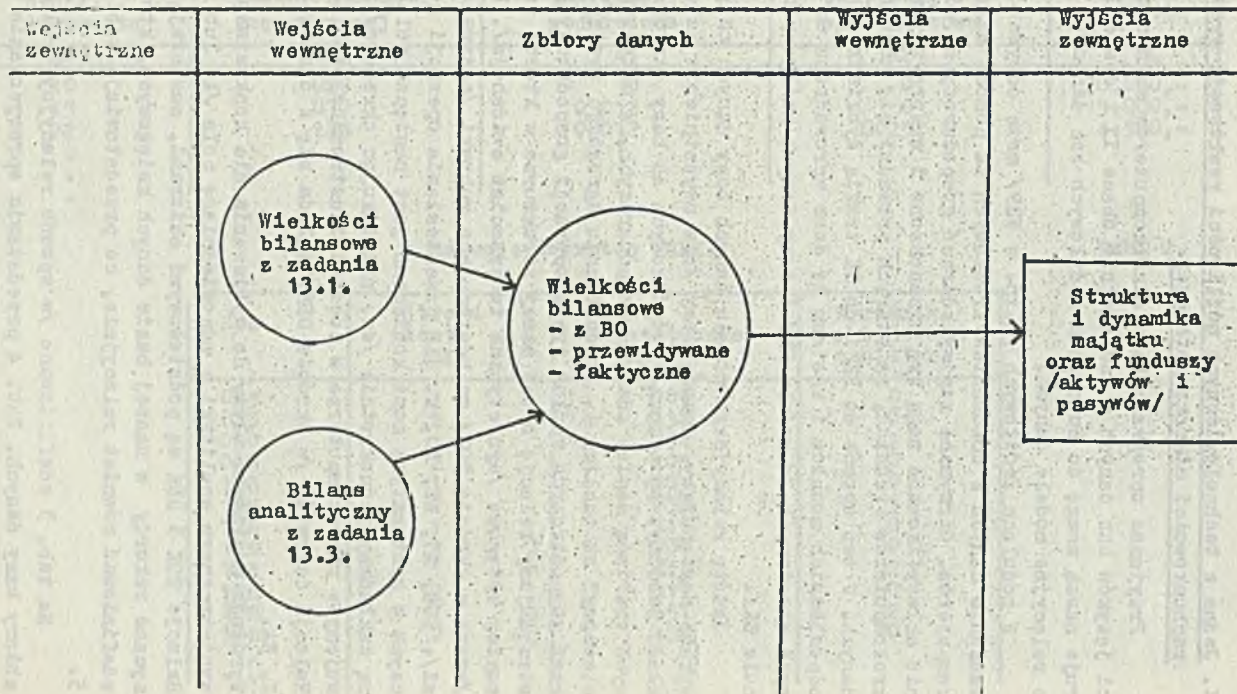 Wejścia
zewnętrzne
Wejścia
wewnętrzne
Zbiory danych
Wyjścia
wewnętrzne
Wyjścia
zewnętrzne
Wielkości
bilansowe
z zadania
13.1.
Wielkości
bilansowe
- z BO
- przewidywane
- faktyczne
Struktura
i dynamika
majątku
oraz funduszy
/aktywów i
pasywów/
Bilans
analityczny
z zadania
13.3.